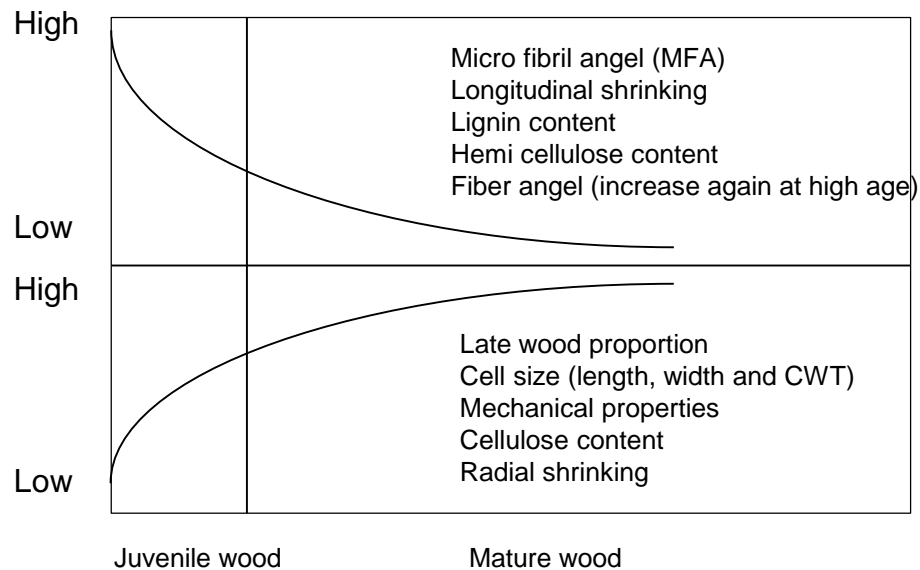 High
Micro fibril angel (MFA)
Longitudinal shrinking
Lignin content
Hemi cellulose content
Fiber angel (increase again at high age)
Low
High
Late wood proportion
Cell size (length, width and CWT)
Mechanical properties
Cellulose content
Radial shrinking
Low
Juvenile wood
Mature wood